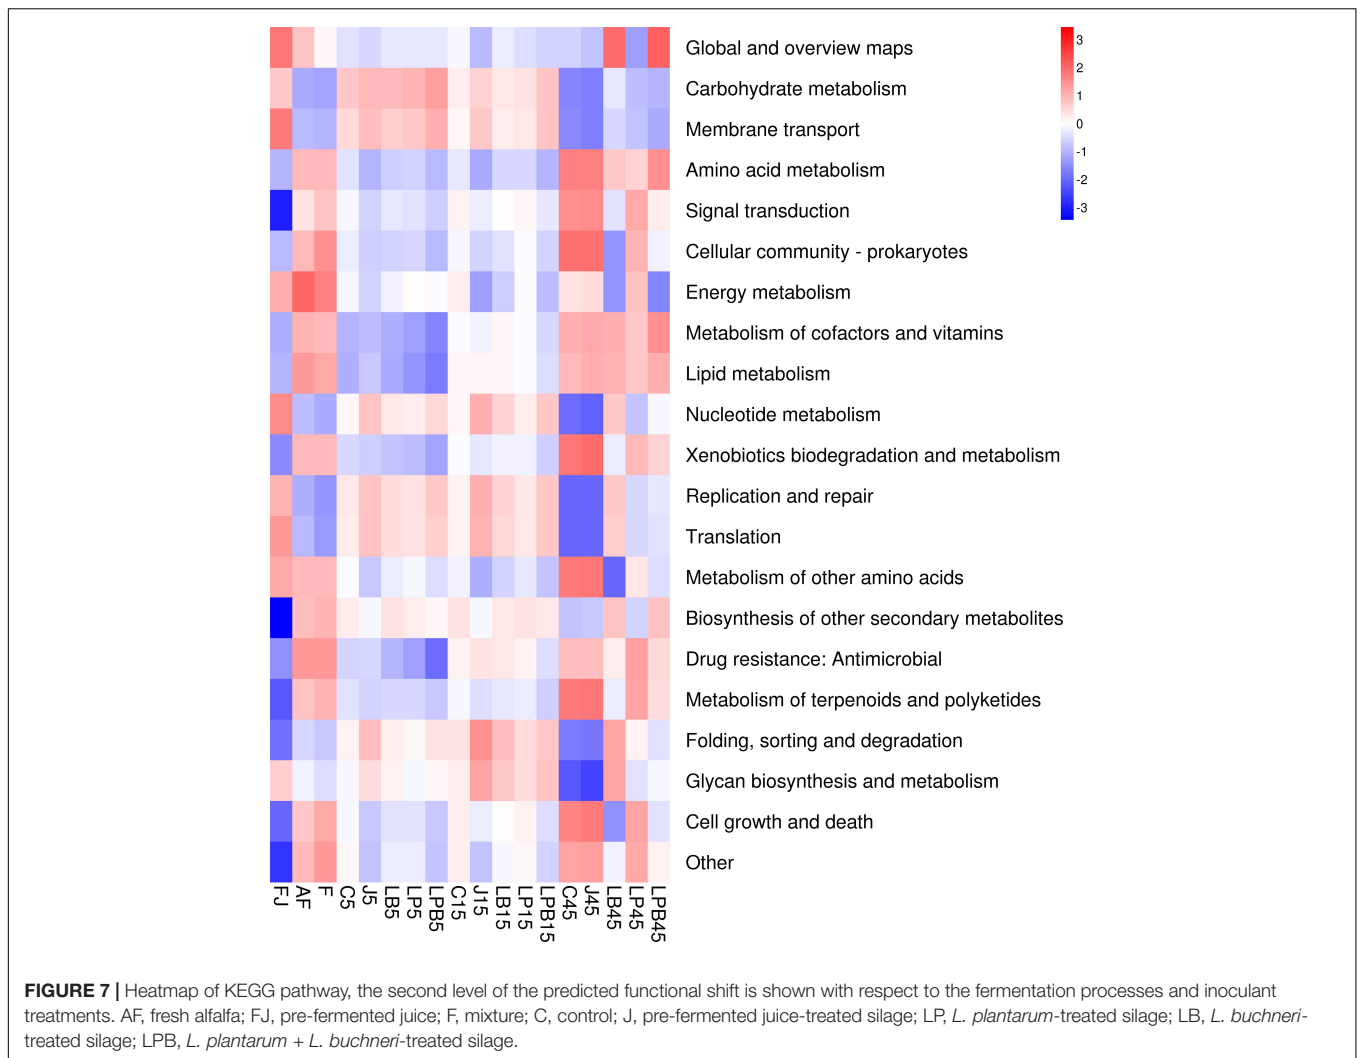 Global and overview maps
Carbohydrate metabolism
Membrane transport
Amino acid metabolism
Signal transduction
Cellular community - prokaryotes
Energy metabolism
Metabolism of cofactors and vitamins
Lipid metabolism
Nucleotide metabolism
Xenobiotics biodegradation and metabolism
Replication and repair
Translation
Metabolism of other amino acids
Biosynthesis of other secondary metabolites
Drug resistance: Antimicrobial
Metabolism of terpenoids and polyketides
Folding, sorting and degradation
Glycan biosynthesis and metabolism
Cell growth and death
Other
3
2
1
0
-1
-2
-3
FJ
AF
F
C5
J5
LB5
LP5
LPB5
C15
J15
LB15
LP15
LPB15
C45
J45
LB45
LP45
LPB45
FIGURE 7 | Heatmap of KEGG pathway, the second level of the predicted functional shift is shown with respect to the fermentation processes and inoculant
treatments. AF, fresh alfalfa; FJ, pre-fermented juice; F, mixture; C, control; J, pre-fermented juice-treated silage; LP, L. plantarum-treated silage; LB, L. buchneri-
treated silage; LPB, L. plantarum + L. buchneri-treated silage.